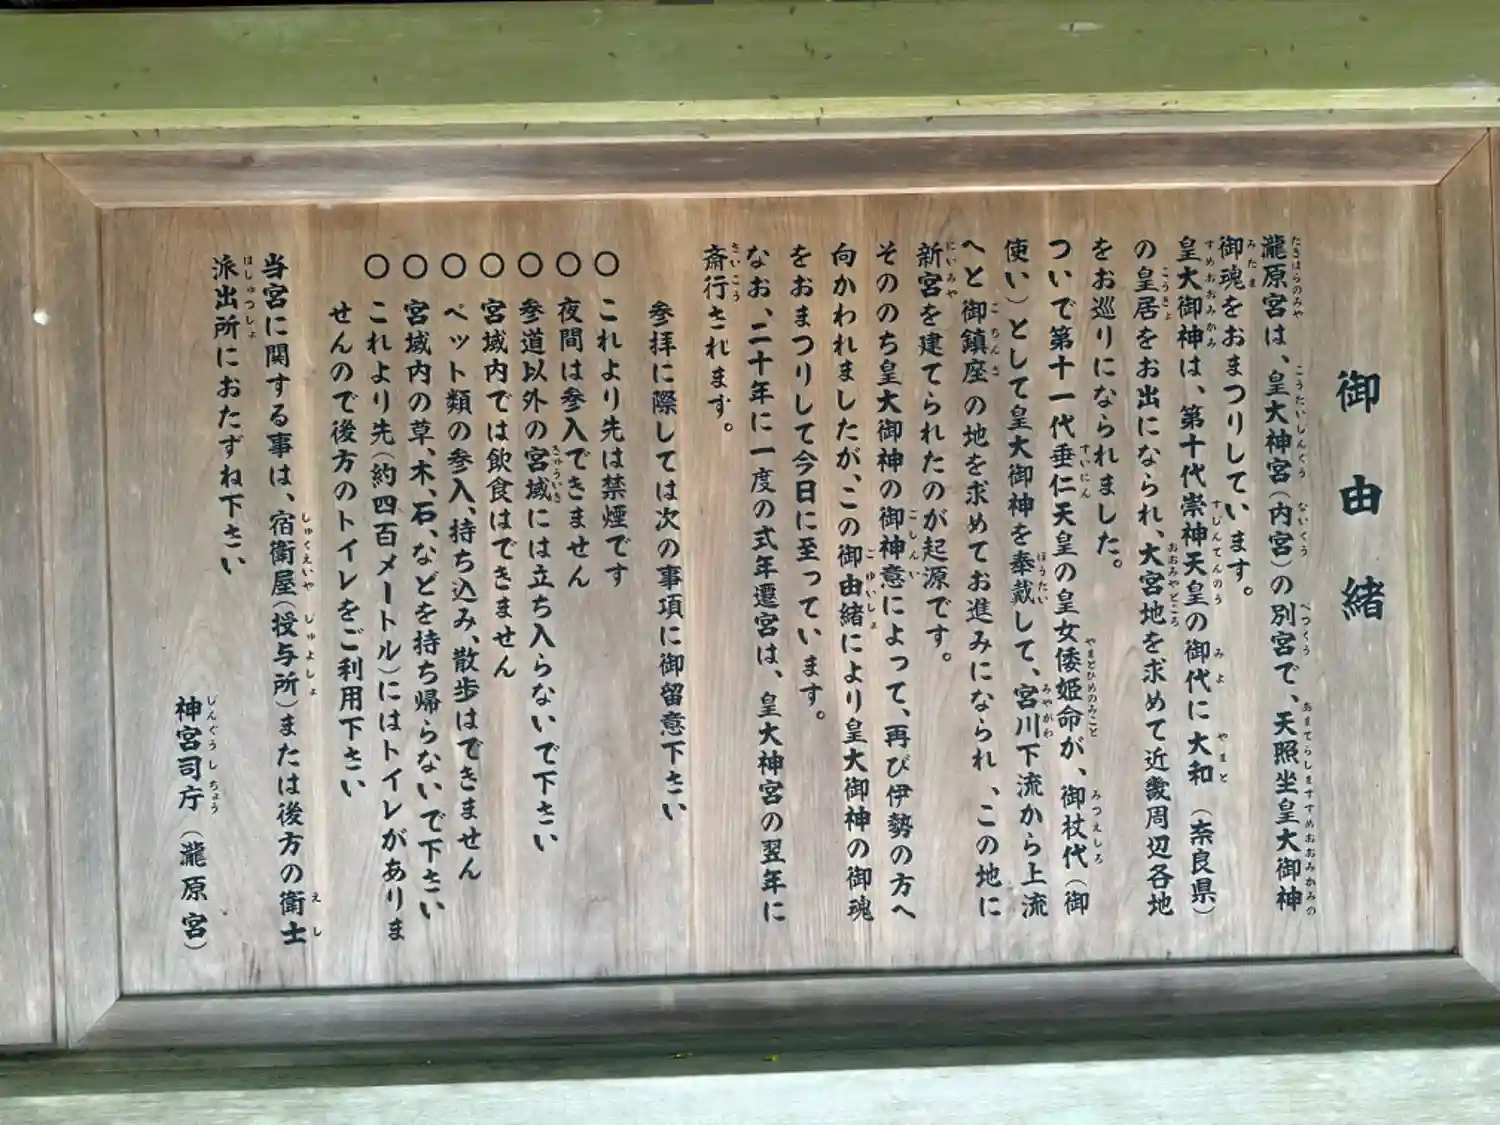 御由緒
瀧原宮は、皇大神宮(内宮)の別宮で、天照坐皇大御神
御魂をおまつりしています。
皇大御神は、第十代崇神天皇の御代に大和(奈良県)
の皇居をお出になられ、大宮地を求めて近畿周辺各地
をお巡りになられました。
ついで第十一代垂仁天皇の皇女倭姫命が、御杖代(御
使い)として皇大御神を奉戴して、宮川下流から上流
へと御鎮座の地を求めてお進みになられ、この地に
新宮を建てられたのが起源です。
そののち皇大御神の御神意によって、再び伊勢の方へ
向かわれましたが、この御由緒により皇大御神の御魂
をおまつりして今日に至っています。
なお、二十年に一度の式年遷宮は、皇大神宮の翌年に
斎行されます。
参拝に際しては次の事項に御留意下さい
〇これより先は禁煙です
〇夜間は参入できません
〇参道以外の宮域には立ち入らないで下さい
〇宮域内では飲食はできません
〇ペット類の参入、持ち込み、散歩はできません
〇宮域内の草、木、石、などを持ち帰らないで下さい
〇これより先(約四百メートル)にはトイレがありま
せんので後方のトイレをご利用下さい
当宮に関する事は、宿衛屋(授与所)または後方の衛士
派出所におたずね下さい
神宮司庁(瀧原宮)